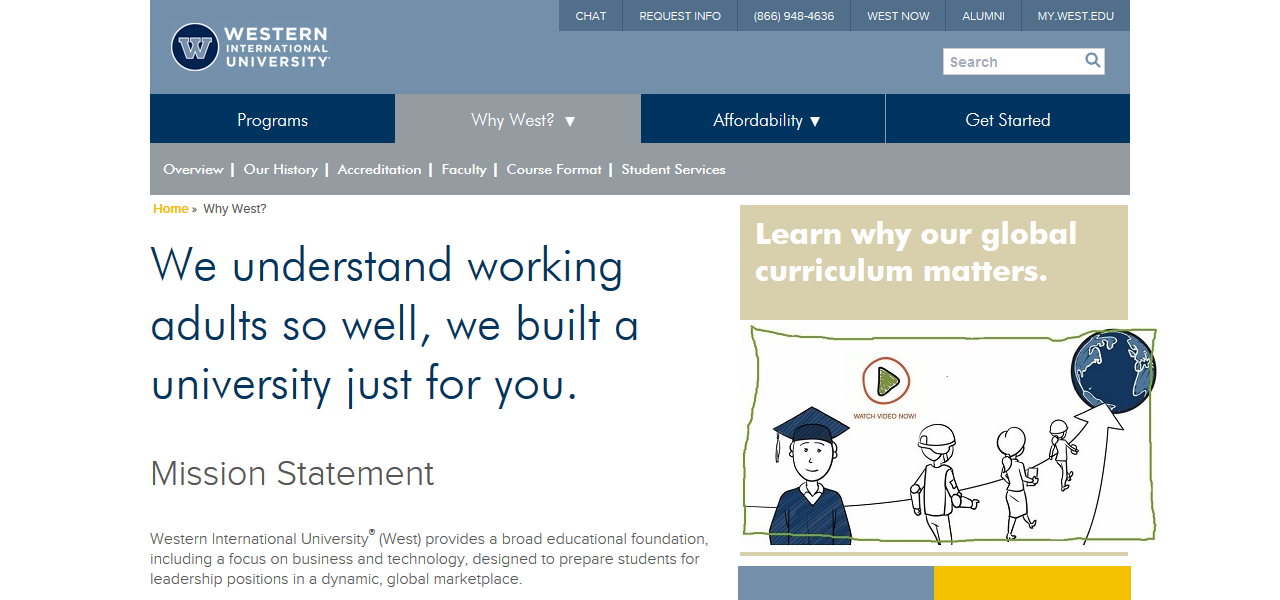 CHAT
REQUEST INFO
(866) 948-4636
WEST NOW
ALUMNI
MY.WEST.EDU
W
WESTERN
INTERNATIONAL
UNIVERSITY
Search
Programs
Why West? ▼
Affordability ▼
Get Started
Overview | Our History | Accreditation | Faculty | Course Format | Student Services
Home » Why West?
We understand working
adults so well, we built a
university just for you.
Mission Statement
Western International University® (West) provides a broad educational foundation,
including a focus on business and technology, designed to prepare students for
leadership positions in a dynamic, global marketplace.
Learn why our global
curriculum matters.
WATCH VIDEO NOW!